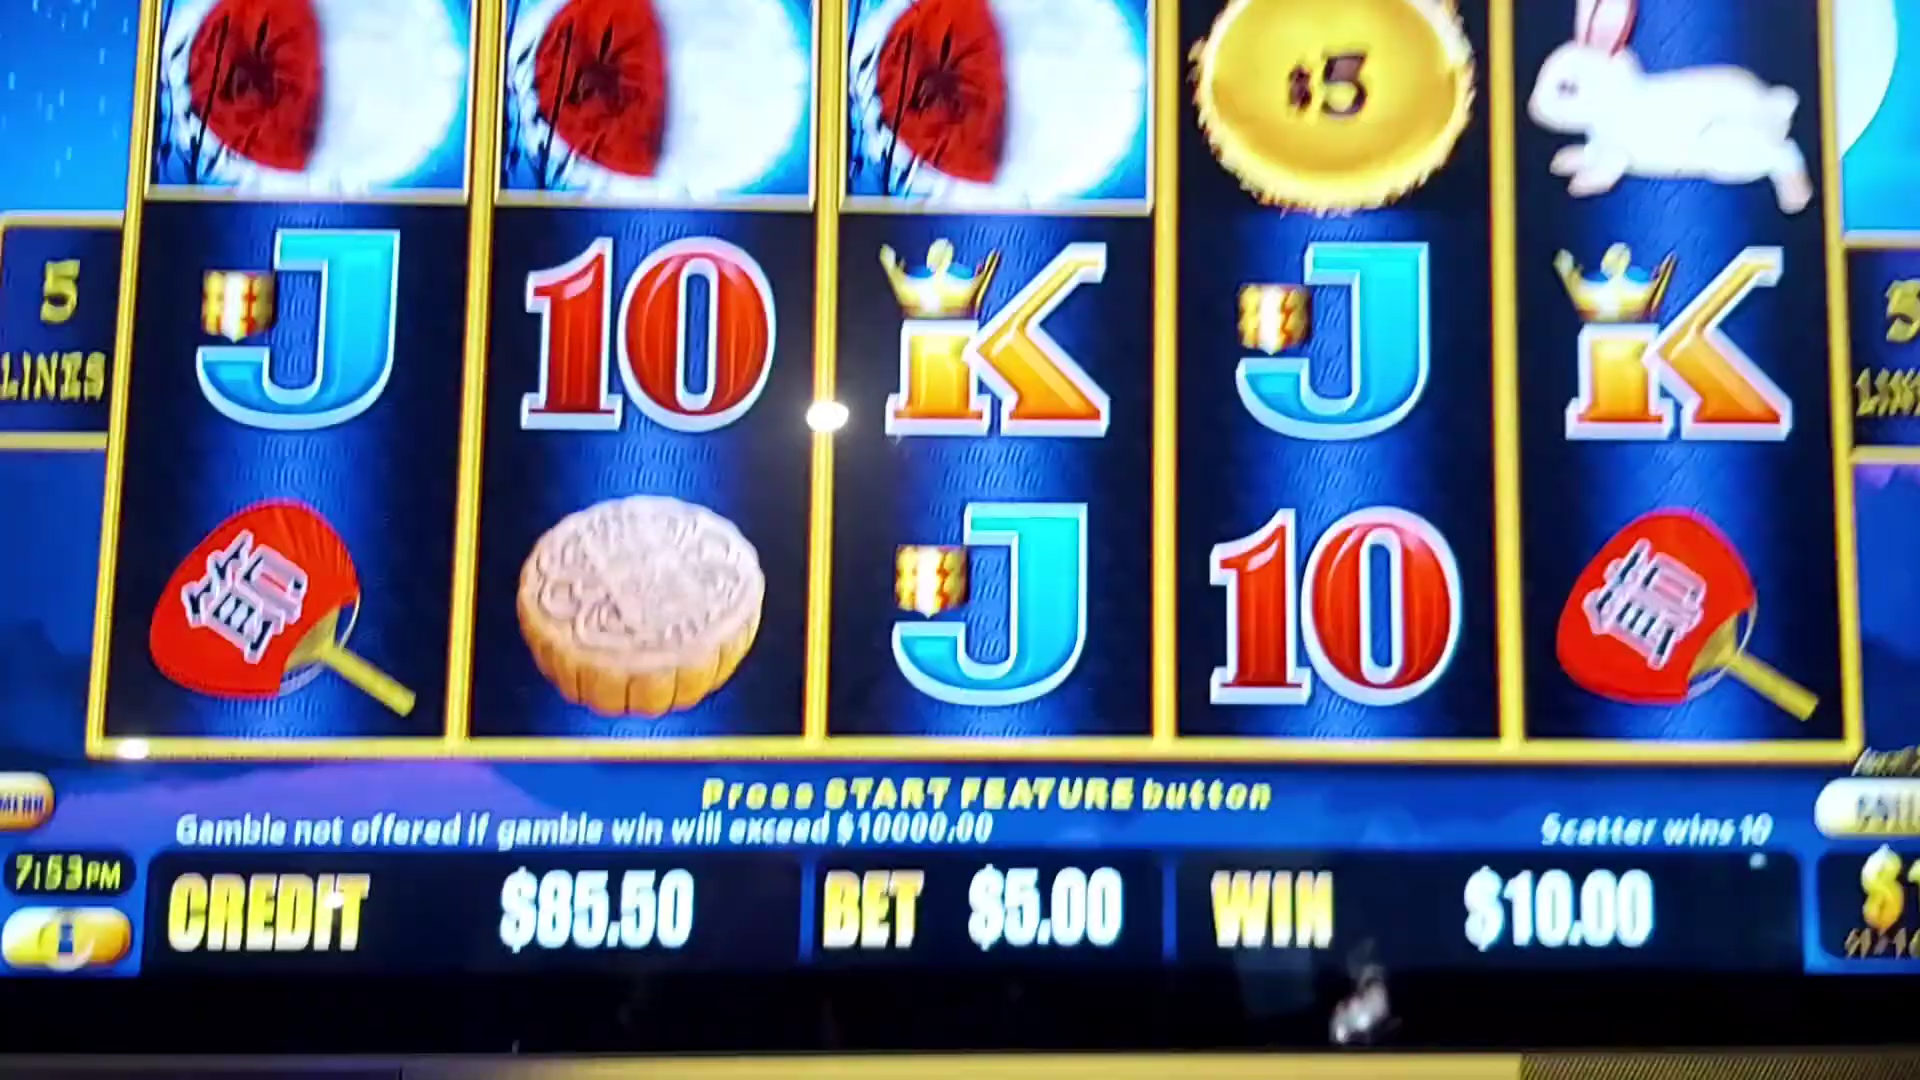 $5
5
LINES
J
10
K
J
K
J
10
Press START FEATURE button
Gamble not offered if gamble win will exceed $10000.00
Scatter wins 10
MENU
7:53PM
CREDIT $85.50 BET $5.00 WIN $10.00